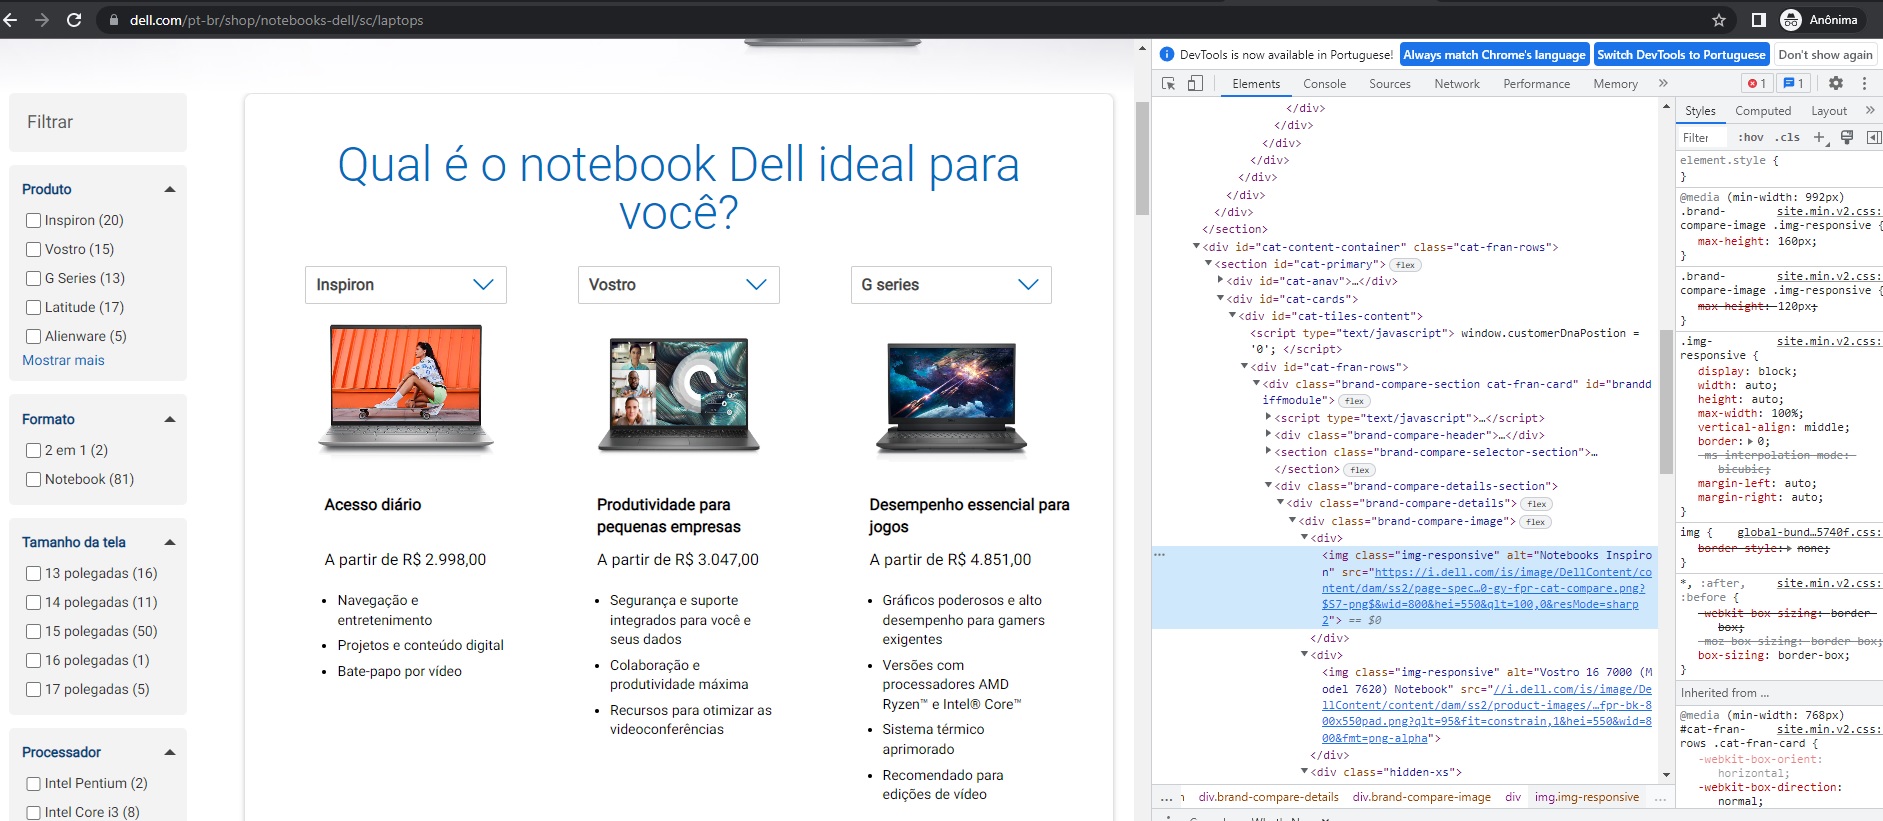 dell.com/pt-br/shop/notebooks-dell/sc/laptops
Anônima
Filtrar
Produto
Inspiron (20)
Vostro (15)
G Series (13)
Latitude (17)
Alienware (5)
Mostrar mais
Formato
2 em 1 (2)
Notebook (81)
Tamanho da tela
13 polegadas (16)
14 polegadas (11)
15 polegadas (50)
16 polegadas (1)
17 polegadas (5)
Processador
Intel Pentium (2)
Intel Core i3 (8)
Qual é o notebook Dell ideal para
você?
Inspiron
Vostro
G series
Acesso diário
A partir de R$ 2.998,00
• Navegação e
entretenimento
• Projetos e conteúdo digital
• Bate-papo por vídeo
Produtividade para
pequenas empresas
A partir de R$ 3.047,00
• Segurança e suporte
integrados para você e
seus dados
• Colaboração e
produtividade máxima
• Recursos para otimizar as
videoconferências
Desempenho essencial para
jogos
A partir de R$ 4.851,00
• Gráficos poderosos e alto
desempenho para gamers
exigentes
• Versões com
processadores AMD
Ryzen™ e Intel® Core™
• Sistema térmico
aprimorado
• Recomendado para
edições de vídeo
DevTools is now available in Portuguese! Always match Chrome's language Switch DevTools to Portuguese Don't show again
Elements Console Sources Network Performance Memory » 1 1
</div>
</div>
</div>
</div>
</div>
</div>
</div>
</section>
<div id="cat-content-container" class="cat-fran-rows">
<section id="cat-primary"> flex
<div id="cat-anav">…</div>
<div id="cat-cards">
<div id="cat-tiles-content">
<script type="text/javascript"> window.customerDnaPostion =
'0'; </script>
<div id="cat-fran-rows">
<div class="brand-compare-section cat-fran-card" id="brandd
iffmodule"> flex
<script type="text/javascript">…</script>
<div class="brand-compare-header">…</div>
<section class="brand-compare-selector-section">…
</section> flex
<div class="brand-compare-details-section">
<div class="brand-compare-details"> flex
<div class="brand-compare-image"> flex
<div>
<img class="img-responsive" alt="Notebooks Inspiro
n" src="https://i.dell.com/is/image/DellContent/co
ntent/dam/ss2/page-spec…0-gy-fpr-cat-compare.png?
$S7-png$&wid=800&hei=550&qlt=100,0&resMode=sharp
2"> == $0
</div>
<div>
<img class="img-responsive" alt="Vostro 16 7000 (M
odel 7620) Notebook" src="//i.dell.com/is/image/De
llContent/content/dam/ss2/product-images/…fpr-bk-8
00x550pad.png?qlt=95&fit=constrain,1&hei=550&wid=8
00&fmt=png-alpha">
</div>
<div class="hidden-xs">
… div.brand-compare-details div.brand-compare-image div img.img-responsive …
Styles Computed Layout »
Filter :hov .cls +
element.style {
}
@media (min-width: 992px)
.brand- site.min.v2.css:
compare-image .img-responsive {
max-height: 160px;
}
.brand- site.min.v2.css:
compare-image .img-responsive {
max-height: 120px;
}
.img- site.min.v2.css:
responsive {
display: block;
width: auto;
height: auto;
max-width: 100%;
vertical-align: middle;
border: 0;
-ms-interpolation-mode:
bicubic;
margin-left: auto;
margin-right: auto;
}
img { global-bund…5740f.css:
border-style: none;
}
*, :after, site.min.v2.css:
:before {
-webkit-box-sizing: border-
box;
-moz-box-sizing: border-box;
box-sizing: border-box;
}
Inherited from …
@media (min-width: 768px)
#cat-fran- site.min.v2.css:
rows .cat-fran-card {
-webkit-box-orient:
horizontal;
-webkit-box-direction:
normal;